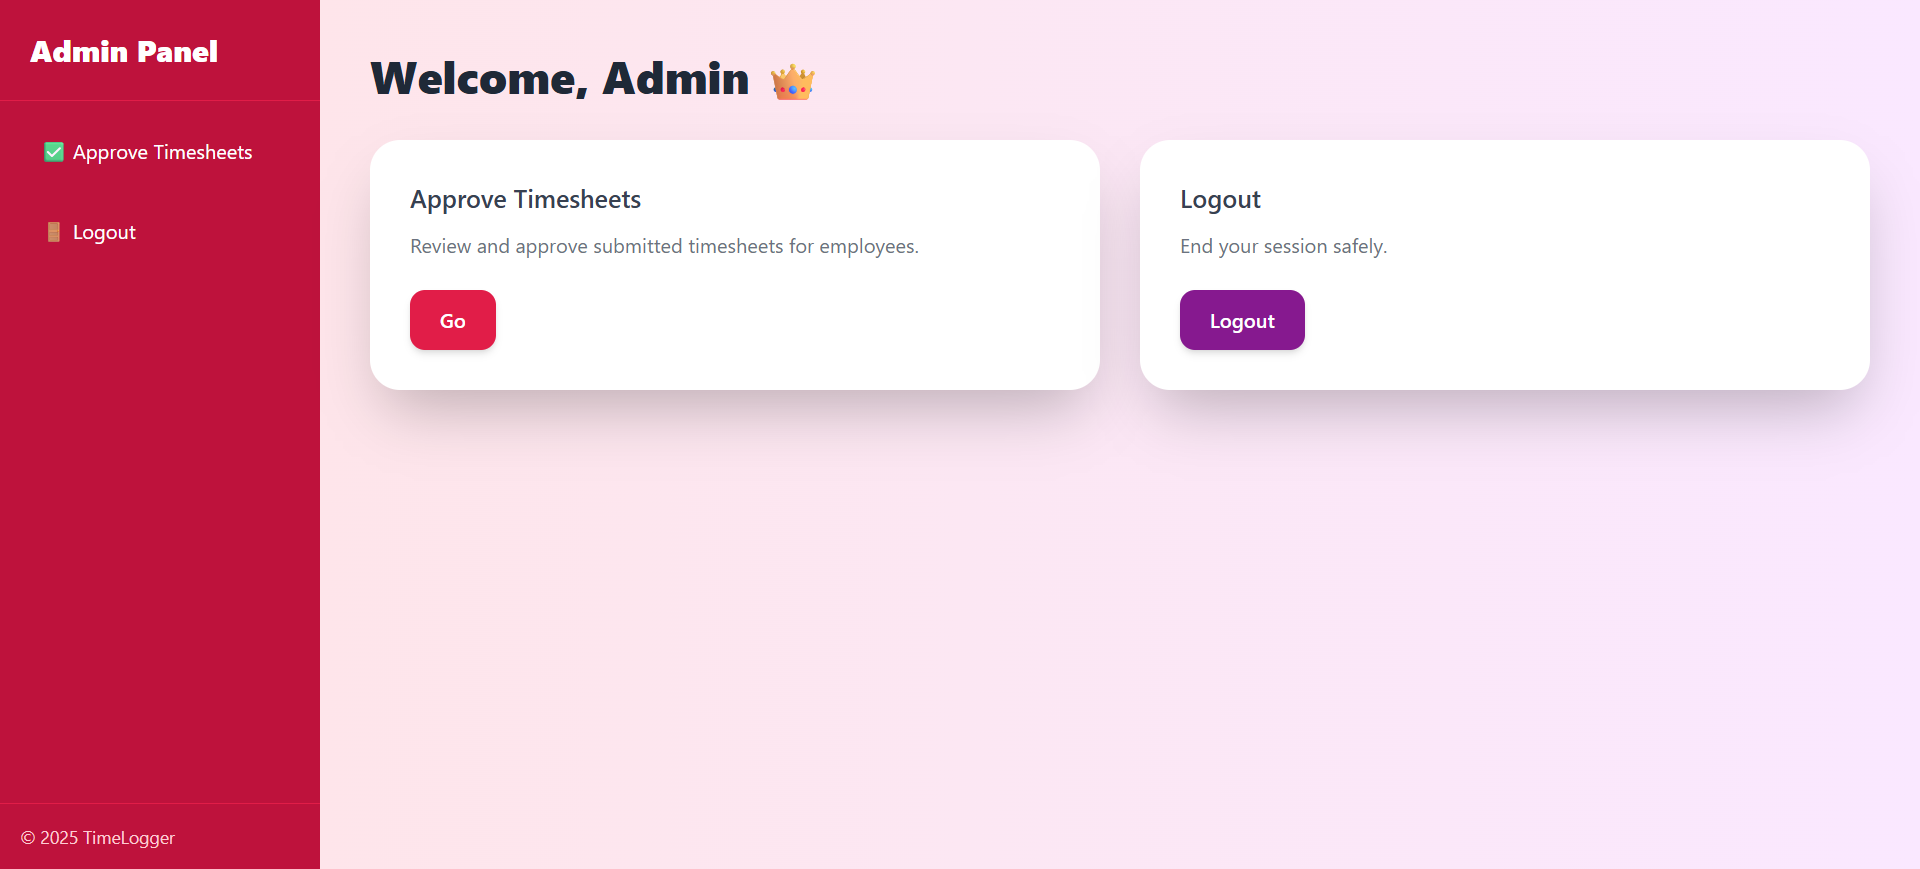 Admin Panel
✅ Approve Timesheets
🚪 Logout
© 2025 TimeLogger
Welcome, Admin 👑
Approve Timesheets
Review and approve submitted timesheets for employees.
Go
Logout
End your session safely.
Logout